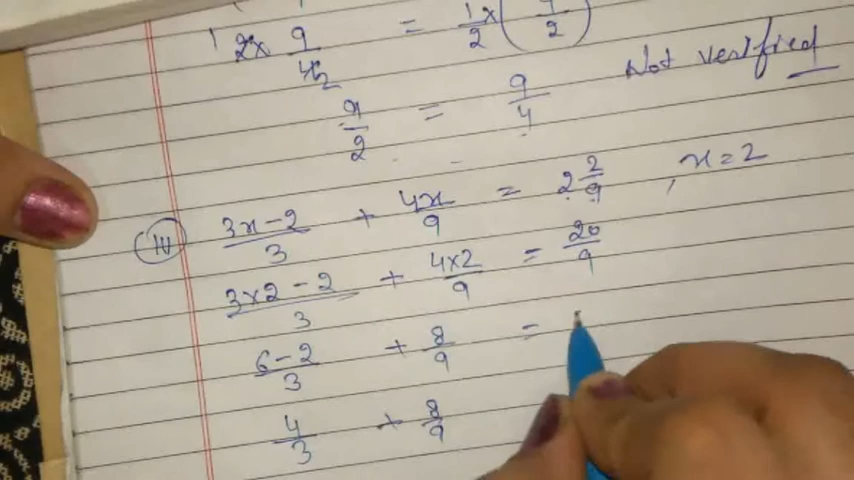 2 × 9/4 = 1/2 × (9/2)
9/2 = 9/4 Not verified
(iv) 3x-2/3 + 4x/9 = 2 2/9 , x = 2
3×2-2/3 + 4×2/9 = 20/9
6-2/3 + 8/9 =
4/3 + 8/9